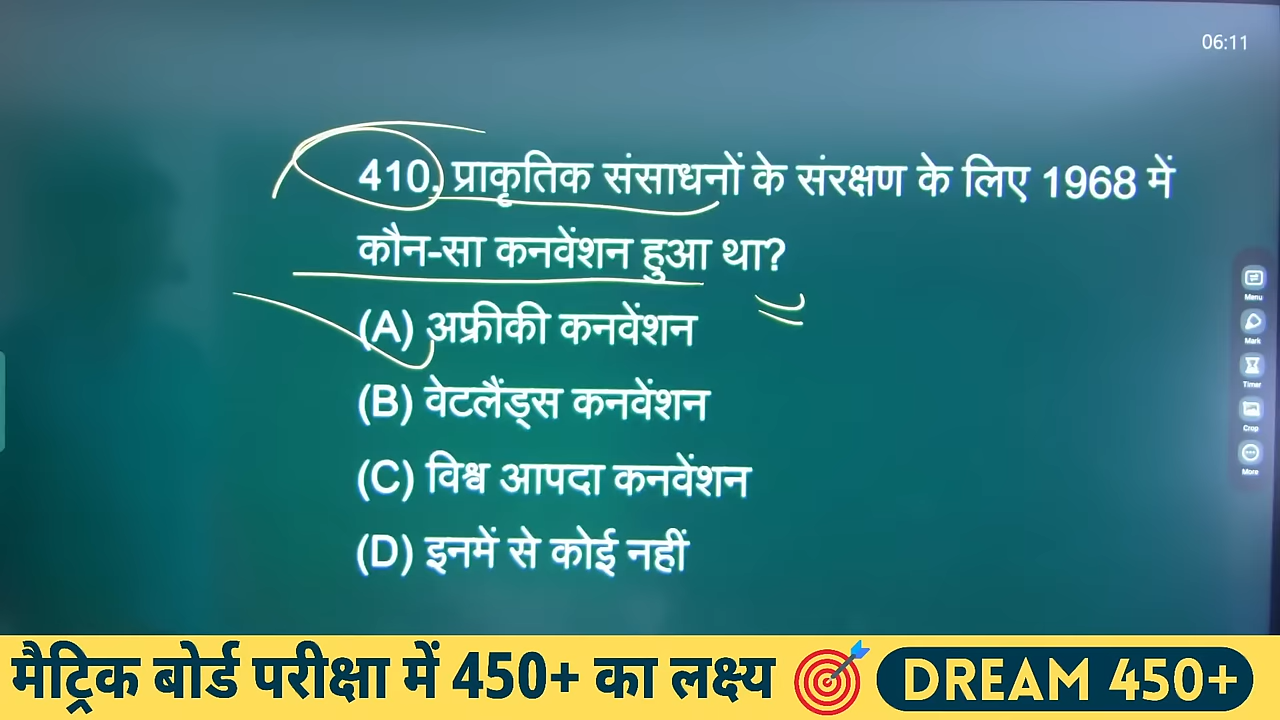 06:11
410. प्राकृतिक संसाधनों के संरक्षण के लिए 1968 में
कौन-सा कनवेंशन हुआ था?
(A) अफ्रीकी कनवेंशन
(B) वेटलैंड्स कनवेंशन
(C) विश्व आपदा कनवेंशन
(D) इनमें से कोई नहीं
Menu
Mark
Timer
Crop
More
मैट्रिक बोर्ड परीक्षा में 450+ का लक्ष्य DREAM 450+